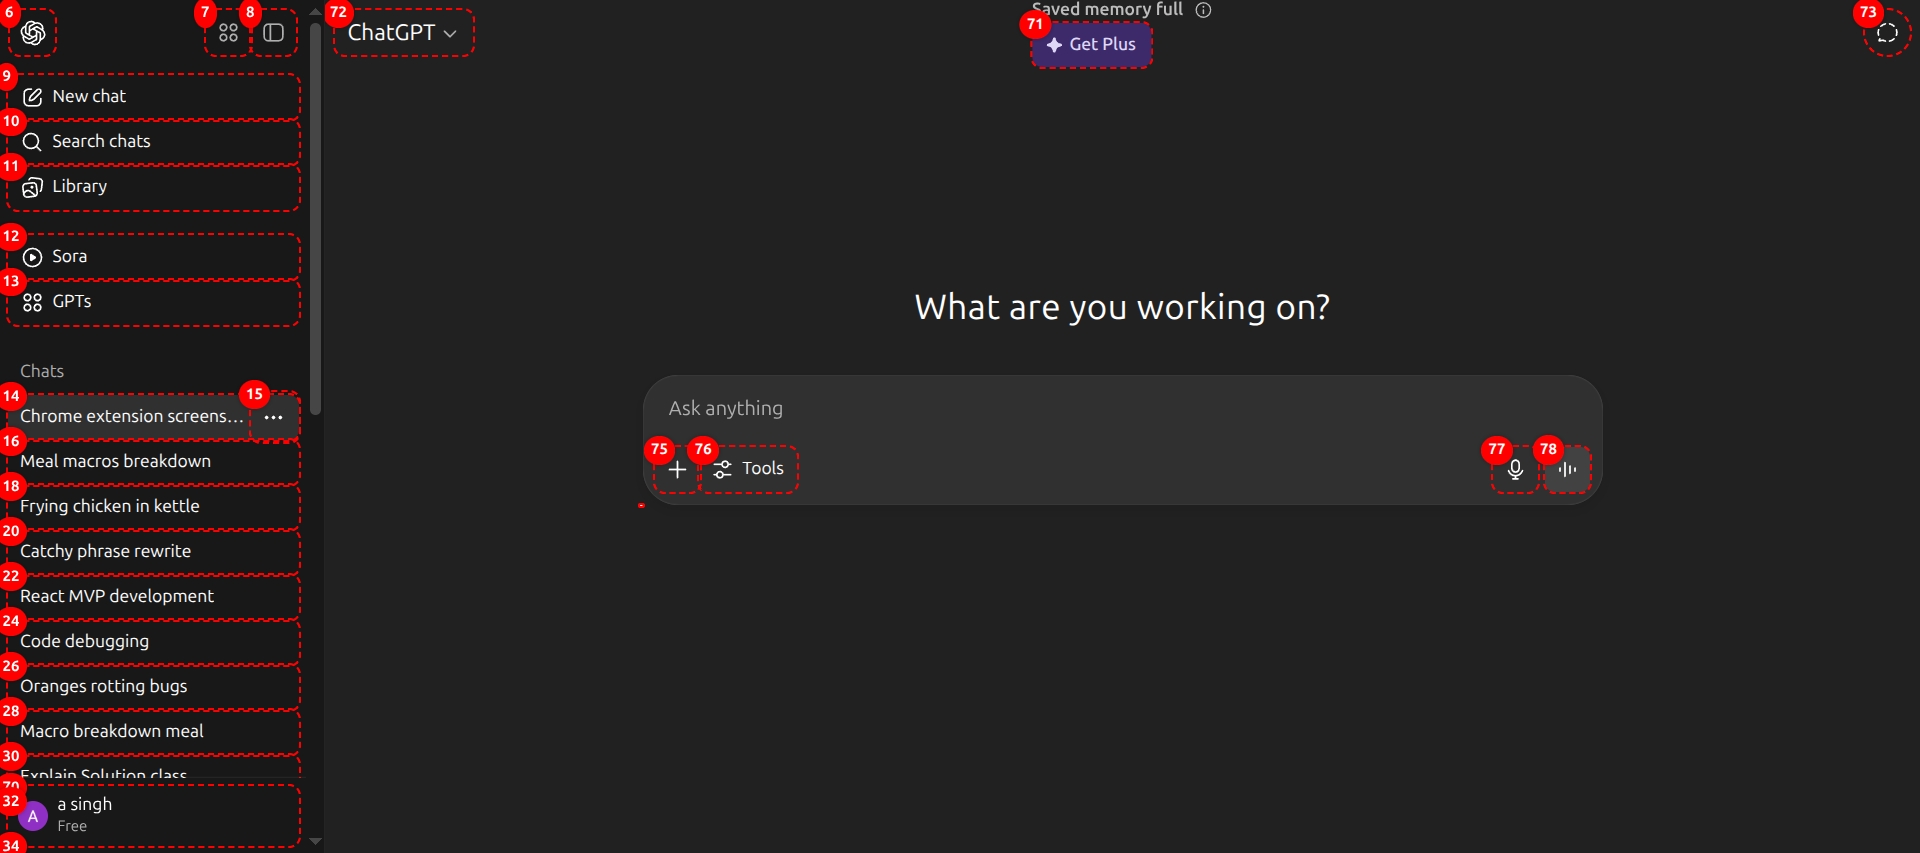 6
7
8
72
ChatGPT
Saved memory full
71
Get Plus
73
9
New chat
10
Search chats
11
Library
12
Sora
13
GPTs
Chats
14
15
Chrome extension screens...
16
Meal macros breakdown
18
Frying chicken in kettle
20
Catchy phrase rewrite
22
React MVP development
24
Code debugging
26
Oranges rotting bugs
28
Macro breakdown meal
30
Explain Solution class
32
A
a singh
Free
34
What are you working on?
Ask anything
75
76
Tools
77
78